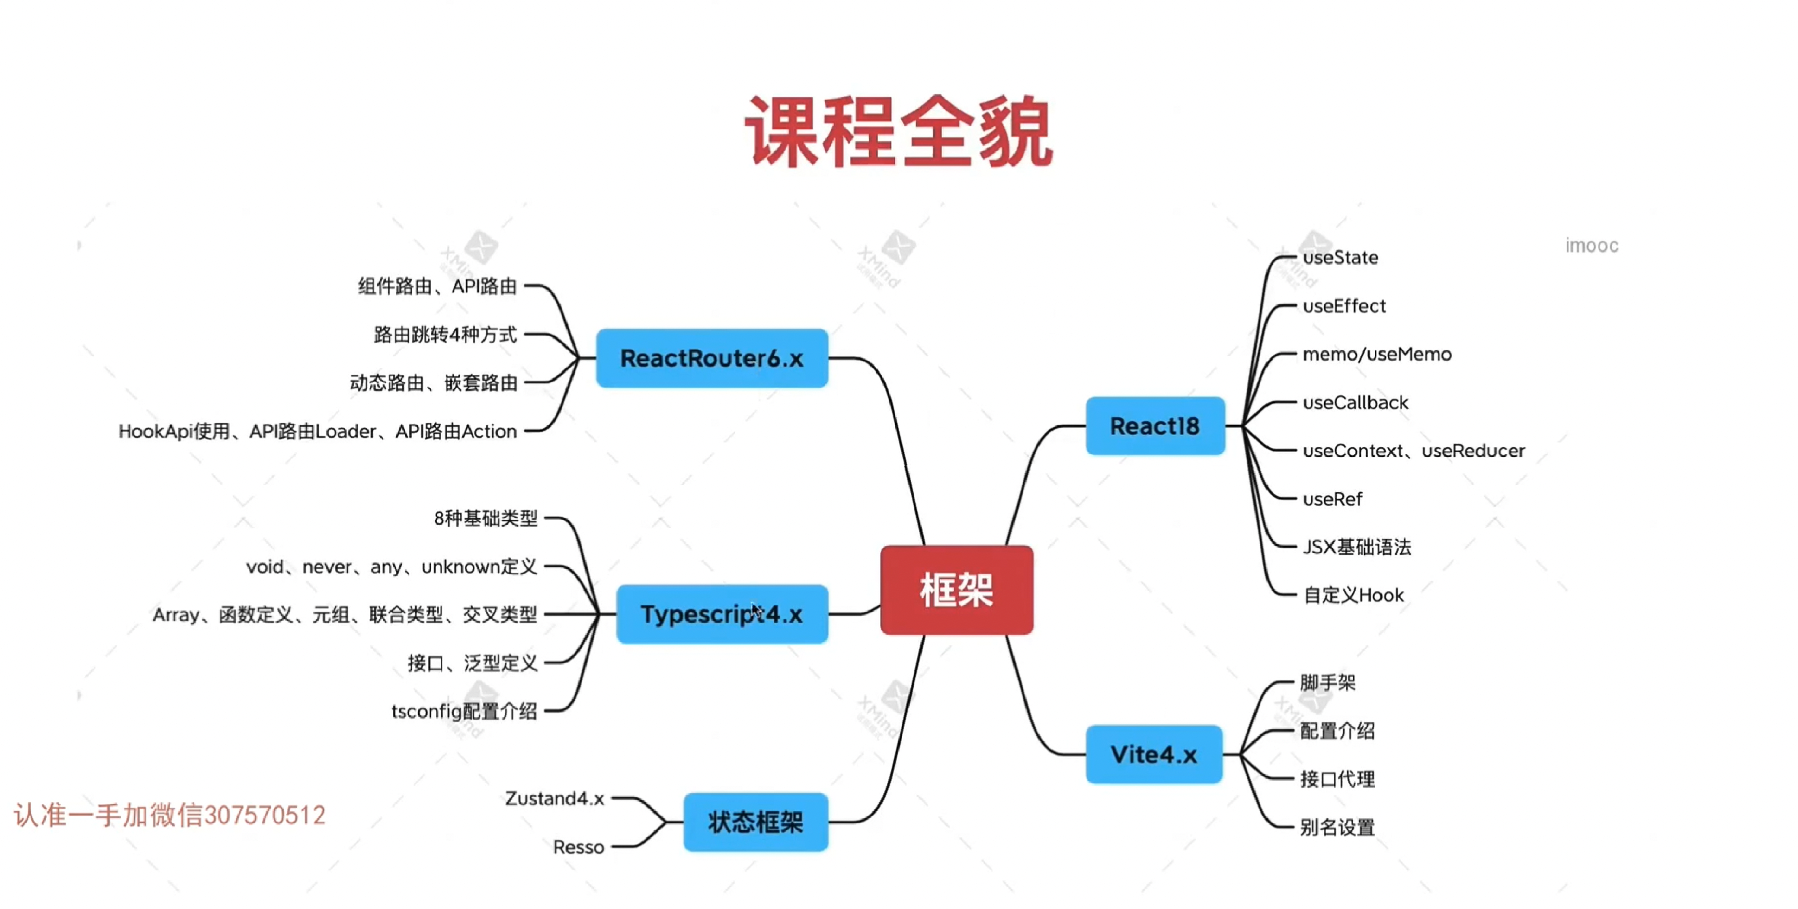 课程全貌
imooc
组件路由、API路由
路由跳转4种方式
动态路由、嵌套路由
HookApi使用、API路由Loader、API路由Action
ReactRouter6.x
8种基础类型
void、never、any、unknown定义
Array、函数定义、元组、联合类型、交叉类型
接口、泛型定义
tsconfig配置介绍
Typescript4.x
Zustand4.x
Resso
状态框架
框架
React18
useState
useEffect
memo/useMemo
useCallback
useContext、useReducer
useRef
JSX基础语法
自定义Hook
Vite4.x
脚手架
配置介绍
接口代理
别名设置
认准一手加微信307570512
XMind
XMind
XMind
XMind
XMind
XMind